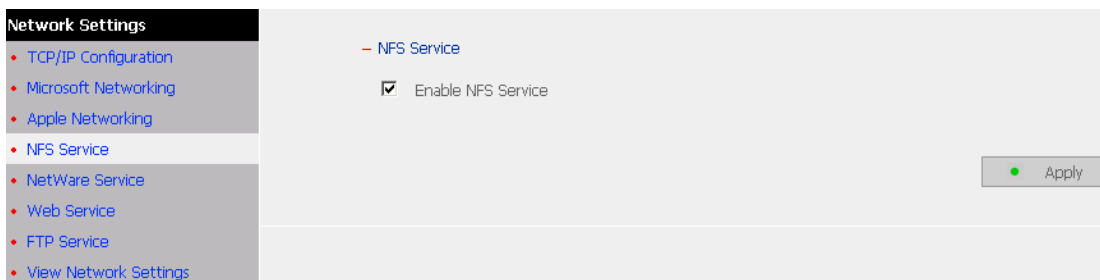 Network Settings
TCP/IP Configuration
Microsoft Networking
Apple Networking
NFS Service
NetWare Service
Web Service
FTP Service
View Network Settings
– NFS Service
Enable NFS Service
Apply